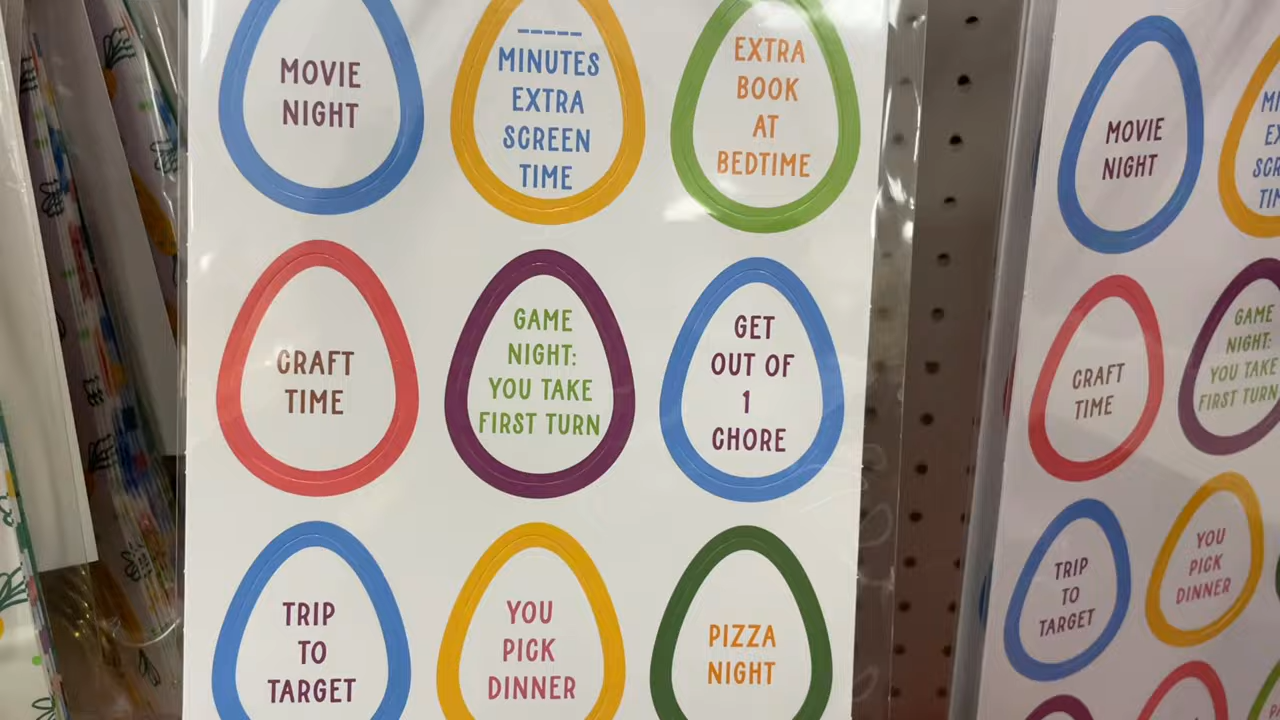 MOVIE
NIGHT
_____
MINUTES
EXTRA
SCREEN
TIME
EXTRA
BOOK
AT
BEDTIME
CRAFT
TIME
GAME
NIGHT:
YOU TAKE
FIRST TURN
GET
OUT OF
1
CHORE
TRIP
TO
TARGET
YOU
PICK
DINNER
PIZZA
NIGHT
MOVIE
NIGHT
CRAFT
TIME
GAME
NIGHT:
YOU TAKE
FIRST TURN
TRIP
TO
TARGET
YOU
PICK
DINNER